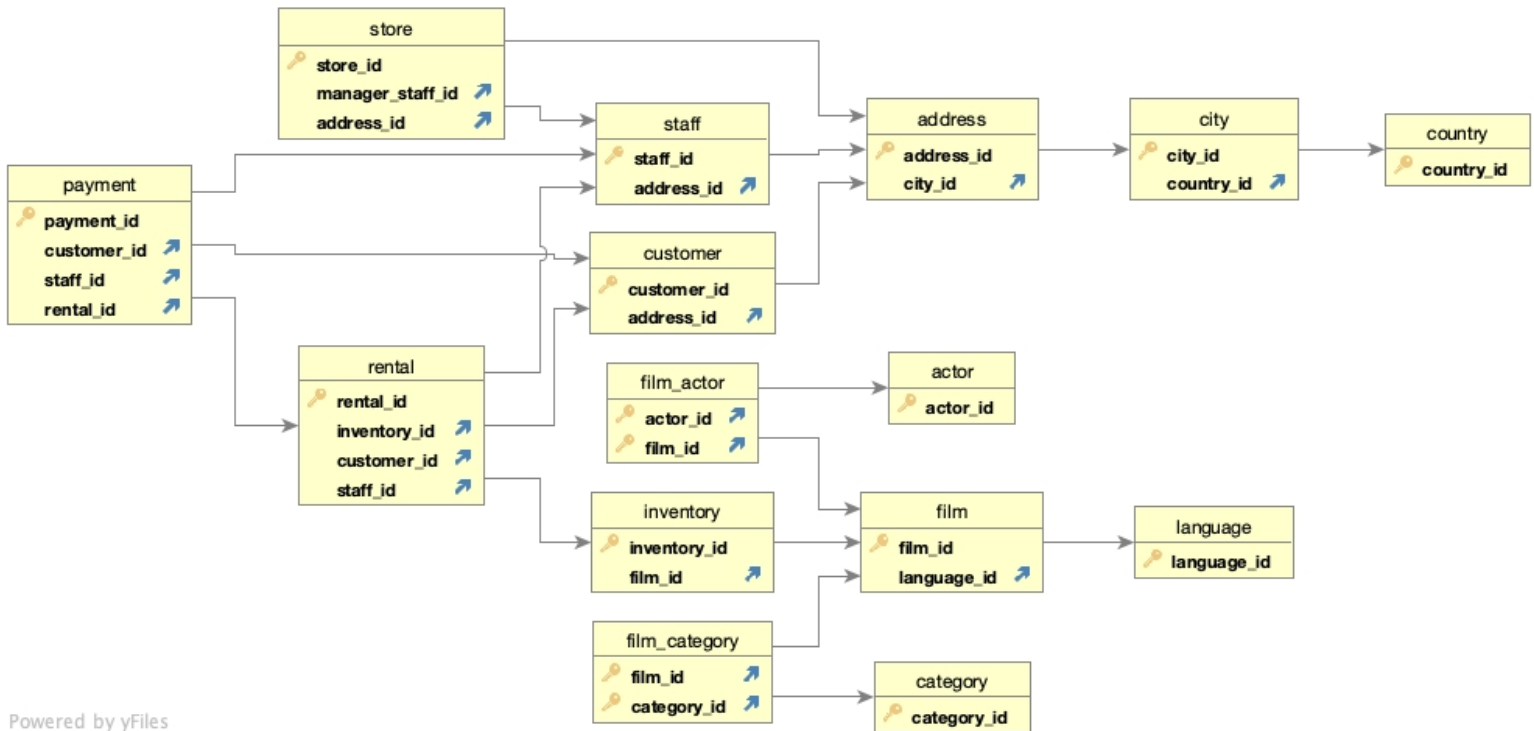 store
store_id
manager_staff_id
address_id
staff
staff_id
address_id
address
address_id
city_id
city
city_id
country_id
country
country_id
payment
payment_id
customer_id
staff_id
rental_id
customer
customer_id
address_id
rental
rental_id
inventory_id
customer_id
staff_id
film_actor
actor_id
film_id
actor
actor_id
inventory
inventory_id
film_id
film
film_id
language_id
language
language_id
film_category
film_id
category_id
category
category_id
Powered by yFiles